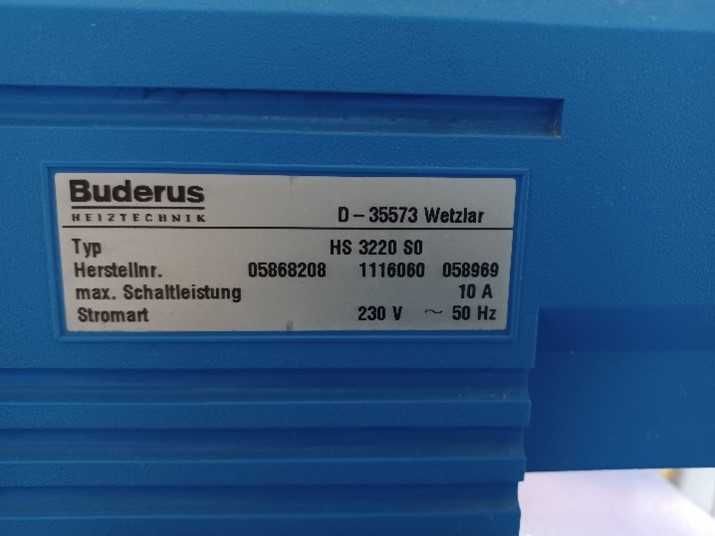 Buderus
HEIZTECHNIK
D-35573 Wetzlar
Typ HS 3220 S0
Herstellnr. 05868208 1116060 058969
max. Schaltleistung 10 A
Stromart 230 V ~ 50 Hz